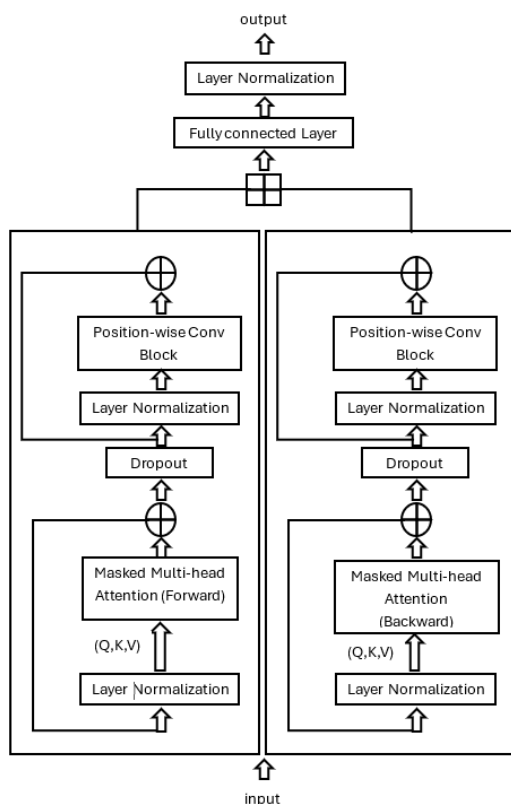 output
Layer Normalization
Fully connected Layer
Position-wise Conv
Block
Layer Normalization
Dropout
Masked Multi-head
Attention (Forward)
(Q,K,V)
Layer Normalization
Position-wise Conv
Block
Layer Normalization
Dropout
Masked Multi-head
Attention
(Backward)
(Q,K,V)
Layer Normalization
input